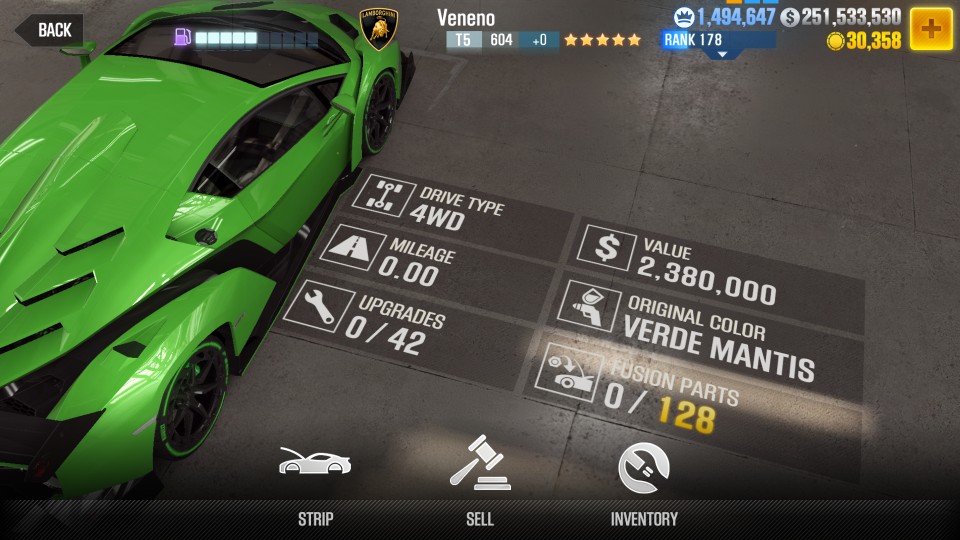 BACK
LAMBORGHINI
Veneno
T5 604 +0
1,494,647
$ 251,533,530
RANK 178
30,358
+
DRIVE TYPE
4WD
MILEAGE
0.00
UPGRADES
0 / 42
$
VALUE
2,380,000
ORIGINAL COLOR
VERDE MANTIS
FUSION PARTS
0 / 128
STRIP
SELL
INVENTORY